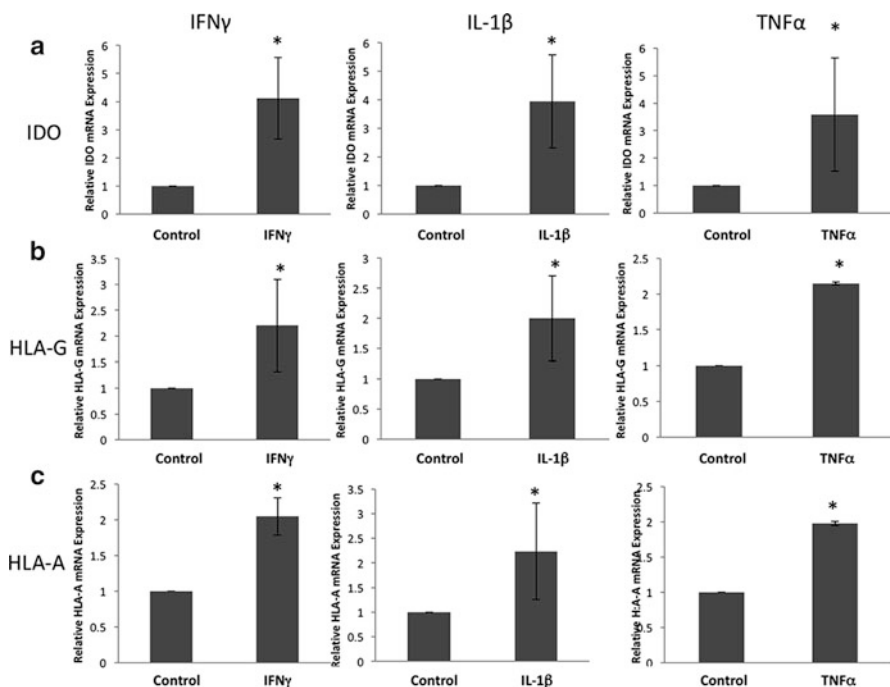 IFNγ
IL-1β
TNFα
a
IDO
Relative IDO mRNA Expression
6
5
4
3
2
1
0
*
Control
IFNγ
Relative IDO mRNA Expression
6
5
4
3
2
1
0
*
Control
IL-1β
Relative IDO mRNA Expression
6
5
4
3
2
1
0
*
Control
TNFα
b
HLA-G
Relative HLA-G mRNA Expression
3.5
3
2.5
2
1.5
1
0.5
0
*
Control
IFNγ
Relative HLA-G mRNA Expression
3
2.5
2
1.5
1
0.5
0
*
Control
IL-1β
Relative HLA-G mRNA Expression
2.5
2
1.5
1
0.5
0
*
Control
TNFα
c
HLA-A
Relative HLA-A mRNA Expression
2.5
2
1.5
1
0.5
0
*
Control
IFNγ
Relative HLA-A mRNA Expression
3.5
3
2.5
2
1.5
1
0.5
0
*
Control
IL-1β
Relative H:A-A mRNA Expression
2.5
2
1.5
1
0.5
0
*
Control
TNFα